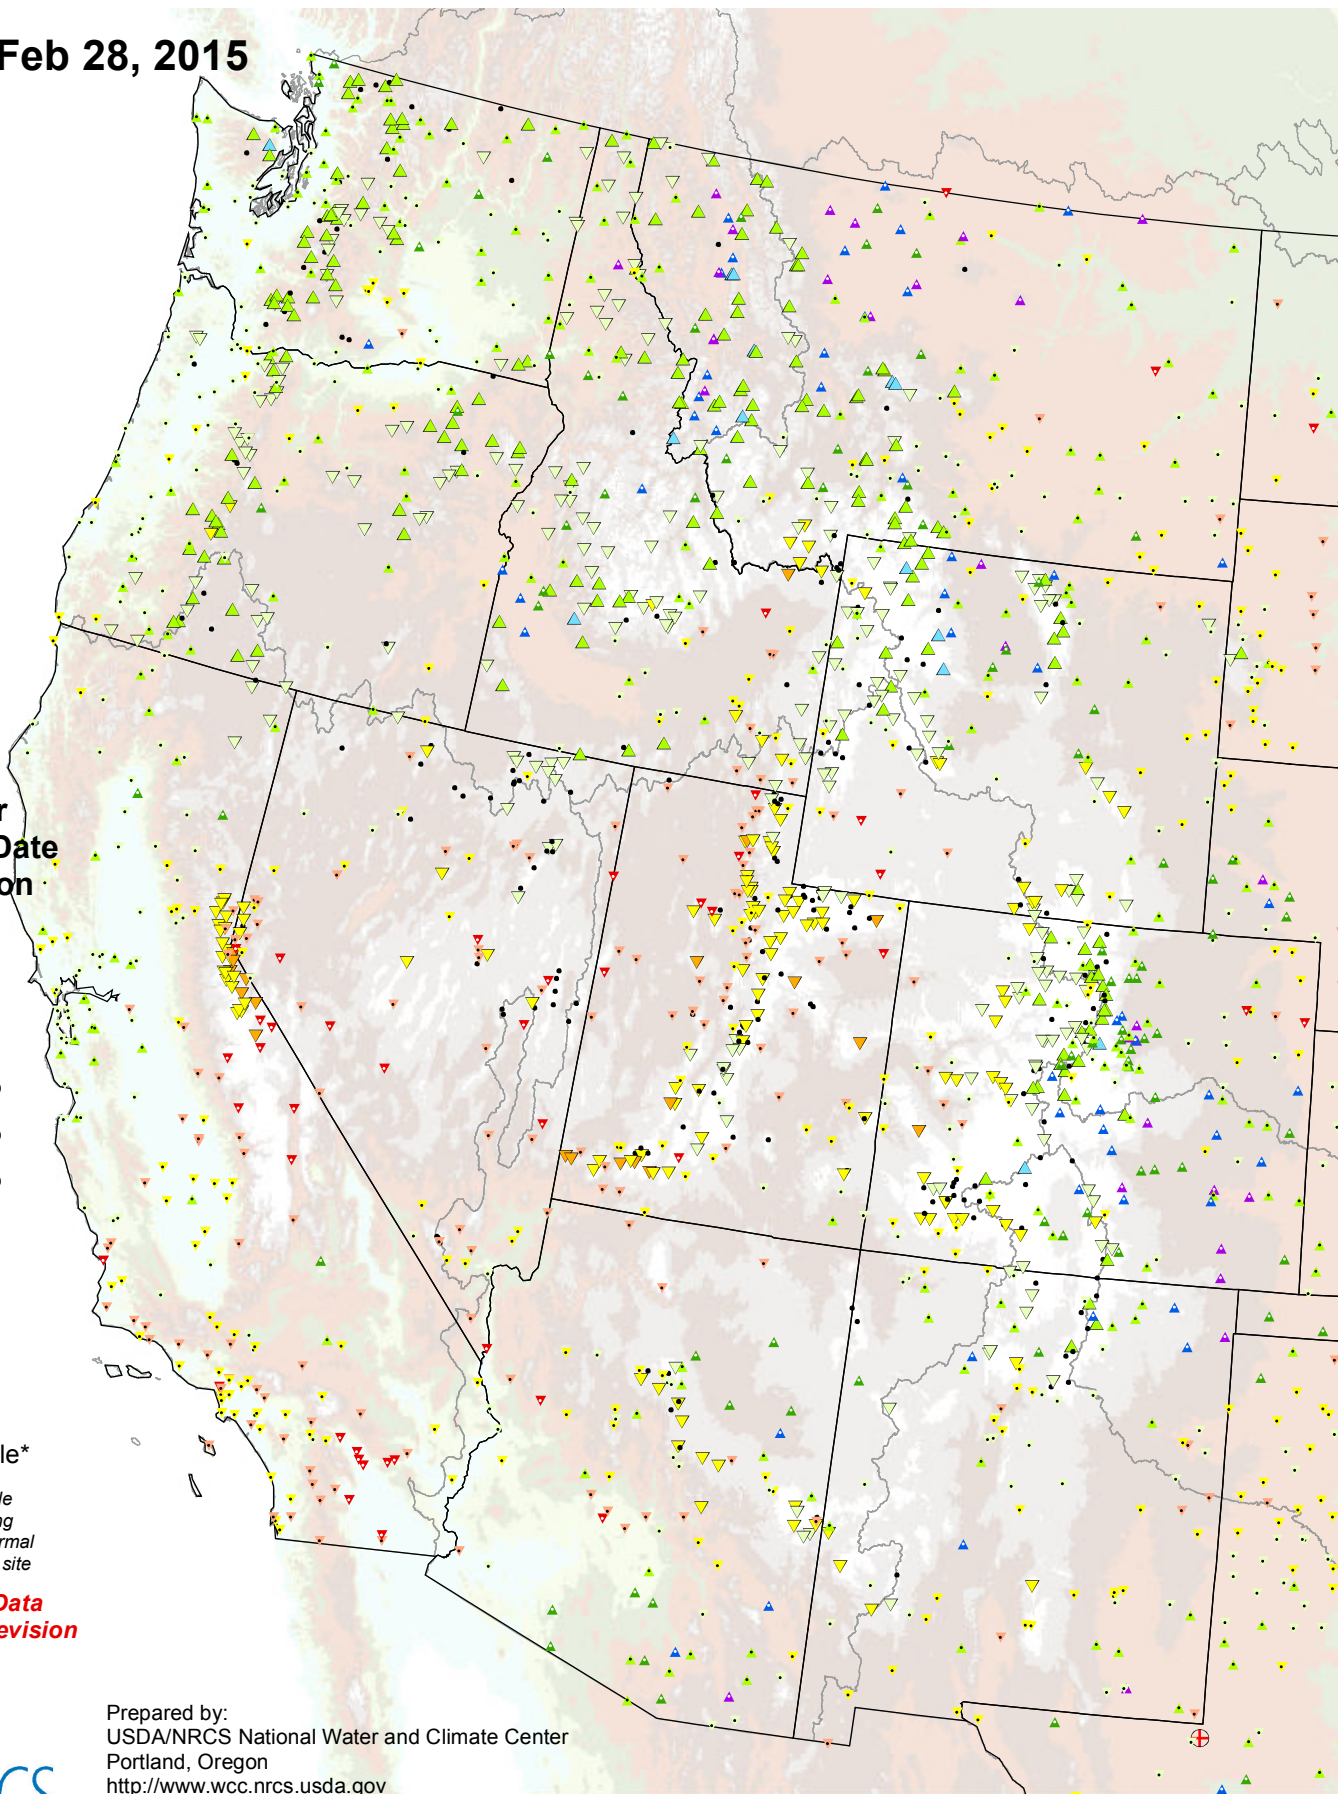 Feb 28, 2015
r
Date
on
le*
le
ng
rmal
site
Data
evision
Prepared by:
USDA/NRCS National Water and Climate Center
Portland, Oregon
http://www.wcc.nrcs.usda.gov
CS